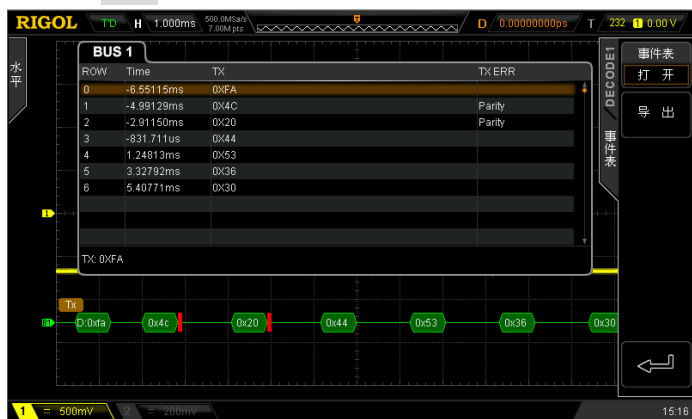 RIGOL T'D H 1.000ms 500.0MSa/s 7.00M pts D 0.00000000ps T 232 1 0.00 V
水平
BUS 1
ROW Time TX TX ERR
0 -6.55115ms 0XFA
1 -4.99129ms 0X4C Parity
2 -2.91150ms 0X20 Parity
3 -831.711us 0X44
4 1.24813ms 0X53
5 3.32792ms 0X36
6 5.40771ms 0X30
TX: 0XFA
DECODE1
事件表
事件表
打 开
导 出
1
Tx
B1 D:0xfa 0x4c 0x20 0x44 0x53 0x36 0x30
1 = 500mV 2 = 200mV 15:16